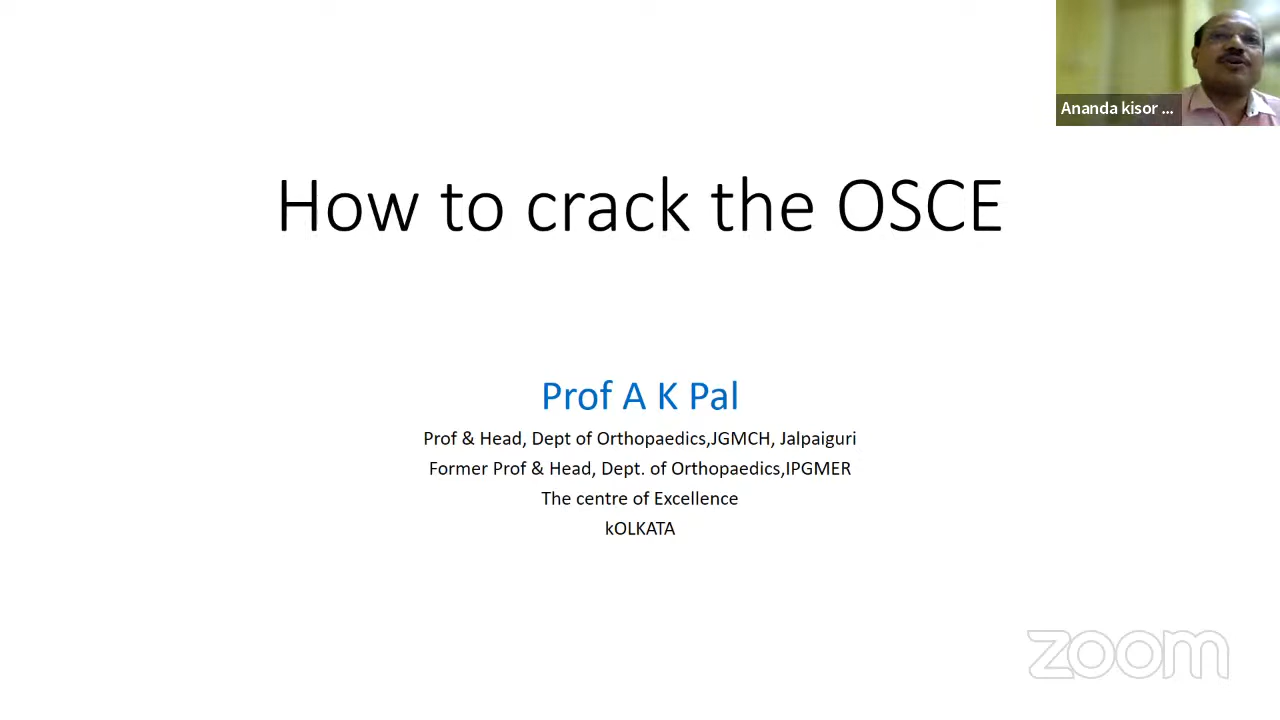 Ananda kisor ...
How to crack the OSCE
Prof A K Pal
Prof & Head, Dept of Orthopaedics,JGMCH, Jalpaiguri
Former Prof & Head, Dept. of Orthopaedics,IPGMER
The centre of Excellence
kOLKATA
zoom